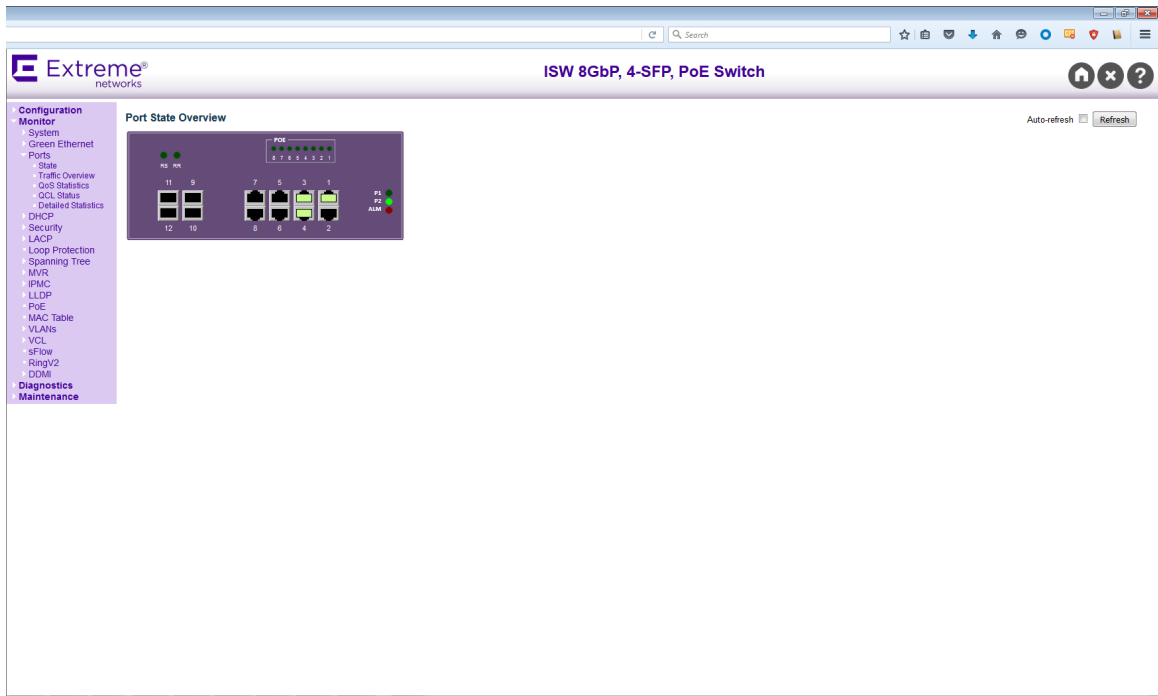 Search
Extreme®
networks
ISW 8GbP, 4-SFP, PoE Switch
Configuration
Monitor
System
Green Ethernet
Ports
State
Traffic Overview
QoS Statistics
QCL Status
Detailed Statistics
DHCP
Security
LACP
Loop Protection
Spanning Tree
MVR
IPMC
LLDP
PoE
MAC Table
VLANs
VCL
sFlow
RingV2
DDMI
Diagnostics
Maintenance
Port State Overview
Auto-refresh Refresh
POE
8 7 6 5 4 3 2 1
RS RR
11 9 7 5 3 1
P1
P2
ALM
12 10 8 6 4 2